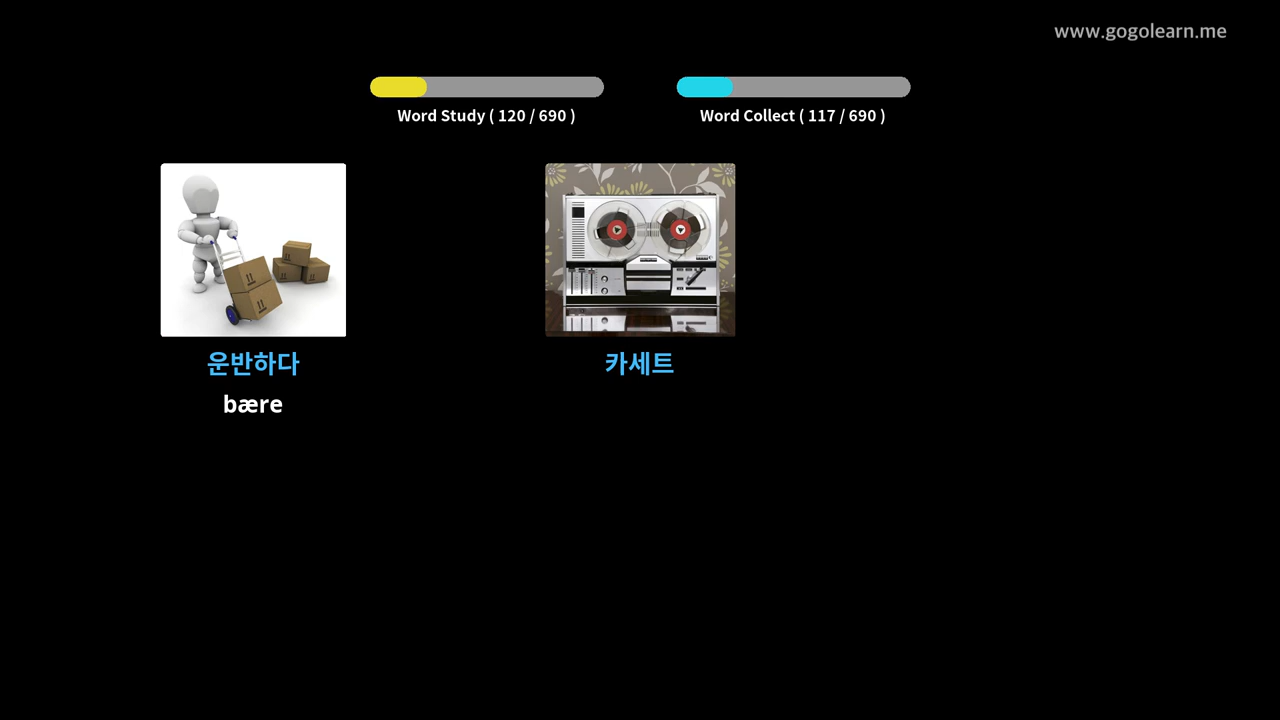 www.gogolearn.me
Word Study ( 120 / 690 )
Word Collect ( 117 / 690 )
운반하다
카세트
bære